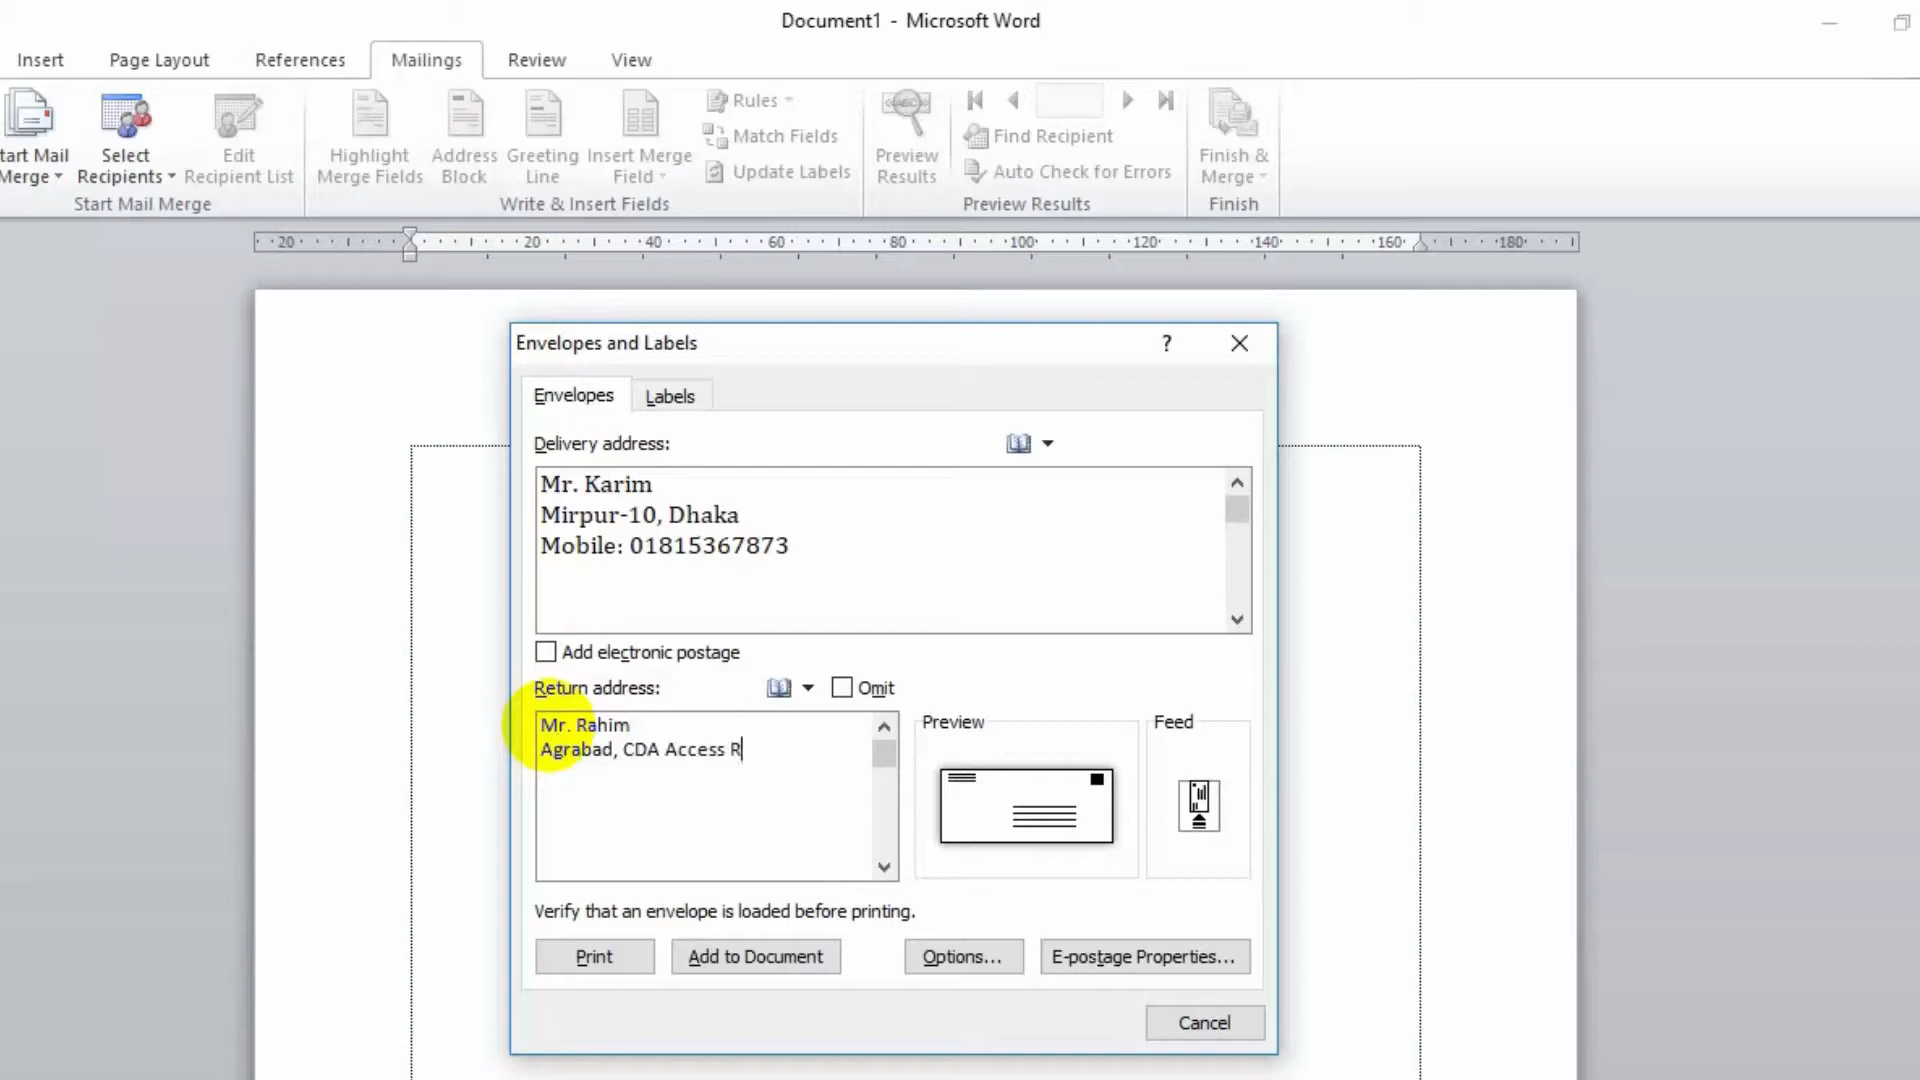 Document1 - Microsoft Word
Insert Page Layout References Mailings Review View
tart Mail Merge
Select Recipients
Edit Recipient List
Highlight Merge Fields
Address Block
Greeting Line
Insert Merge Field
Rules
Match Fields
Update Labels
ABC
Preview Results
Find Recipient
Auto Check for Errors
Finish & Merge
Start Mail Merge
Write & Insert Fields
Preview Results
Finish
20 20 40 60 80 100 120 140 160 180
Envelopes and Labels ?
Envelopes Labels
Delivery address:
Mr. Karim
Mirpur-10, Dhaka
Mobile: 01815367873
Add electronic postage
Return address: Omit
Mr. Rahim
Agrabad, CDA Access R
Preview
Feed
Verify that an envelope is loaded before printing.
Print Add to Document Options... E-postage Properties...
Cancel